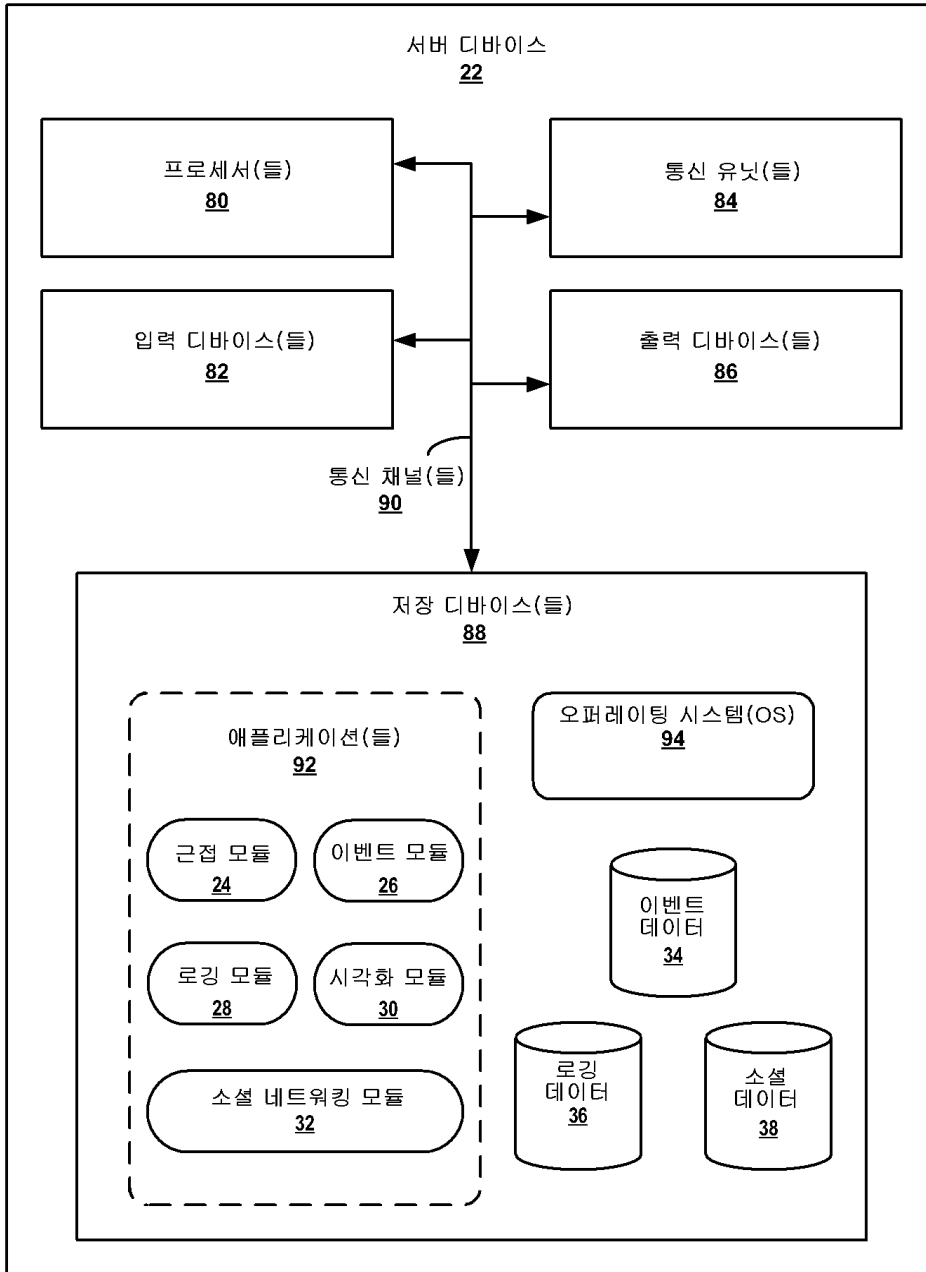 서버 디바이스
22
프로세서(들)
80
통신 유닛(들)
84
입력 디바이스(들)
82
출력 디바이스(들)
86
통신 채널(들)
90
저장 디바이스(들)
88
애플리케이션(들)
92
오퍼레이팅 시스템(OS)
94
근접 모듈
24
이벤트 모듈
26
이벤트
데이터
34
로깅 모듈
28
시각화 모듈
30
소셜 네트워킹 모듈
32
로깅
데이터
36
소셜
데이터
38